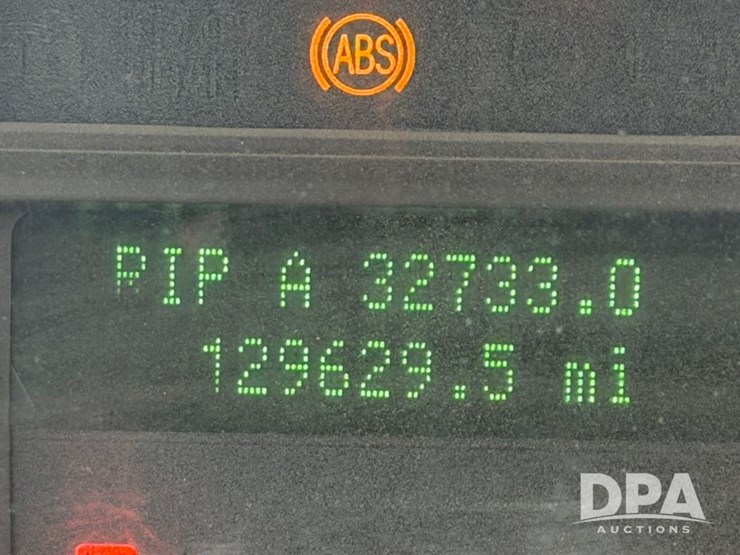 ABS
RIP A 32733.0
129629.5 mi
DPA
AUCTIONS